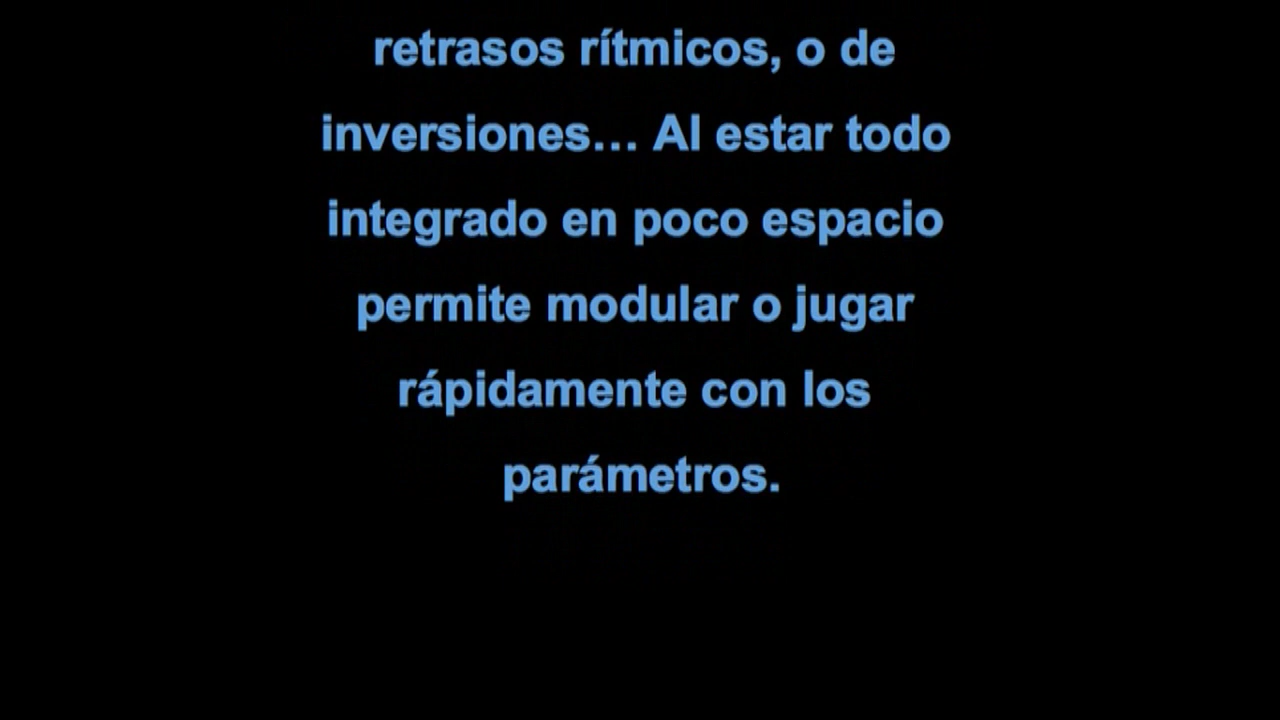 retrasos rítmicos, o de
inversiones... Al estar todo
integrado en poco espacio
permite modular o jugar
rápidamente con los
parámetros.